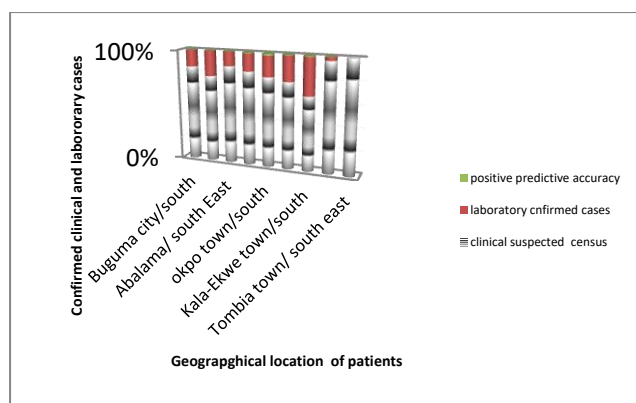 100%
0%
Confirmed clinical and labororary cases
Buguma city/south
Abalama/ south East
okpo town/south
Kala-Ekwe town/south
Tombia town/ south east
Geograpghical location of patients
positive predictive accuracy
laboratory cnfirmed cases
clinical suspected census